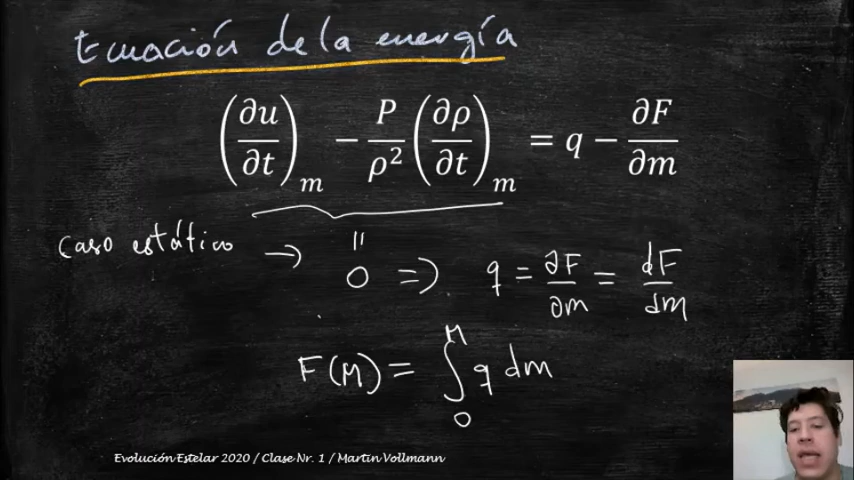 Ecuación de la energía
(∂u/∂t)_m − P/ρ² (∂ρ/∂t)_m = q − ∂F/∂m
caso estático → 0 ⇒ q = ∂F/∂m = dF/dm
F(M) = ∫₀ᴹ q dm
Evolución Estelar 2020 / Clase Nr. 1 / Martin Vollmann